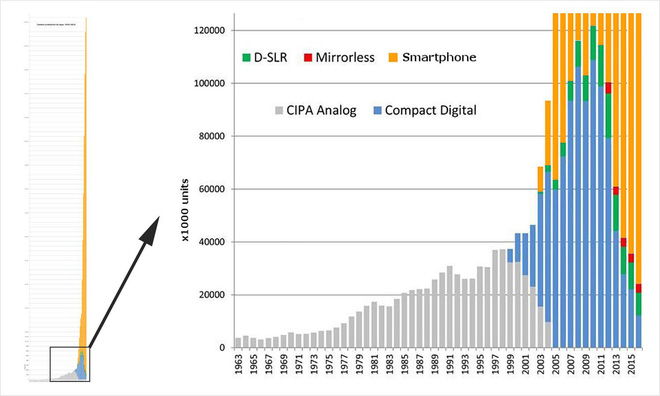 120000
D-SLR Mirrorless Smartphone
100000
CIPA Analog Compact Digital
80000
x1000 units
60000
40000
20000
0
1963 1965 1967 1969 1971 1973 1975 1977 1979 1981 1983 1985 1987 1989 1991 1993 1995 1997 1999 2001 2003 2005 2007 2009 2011 2013 2015